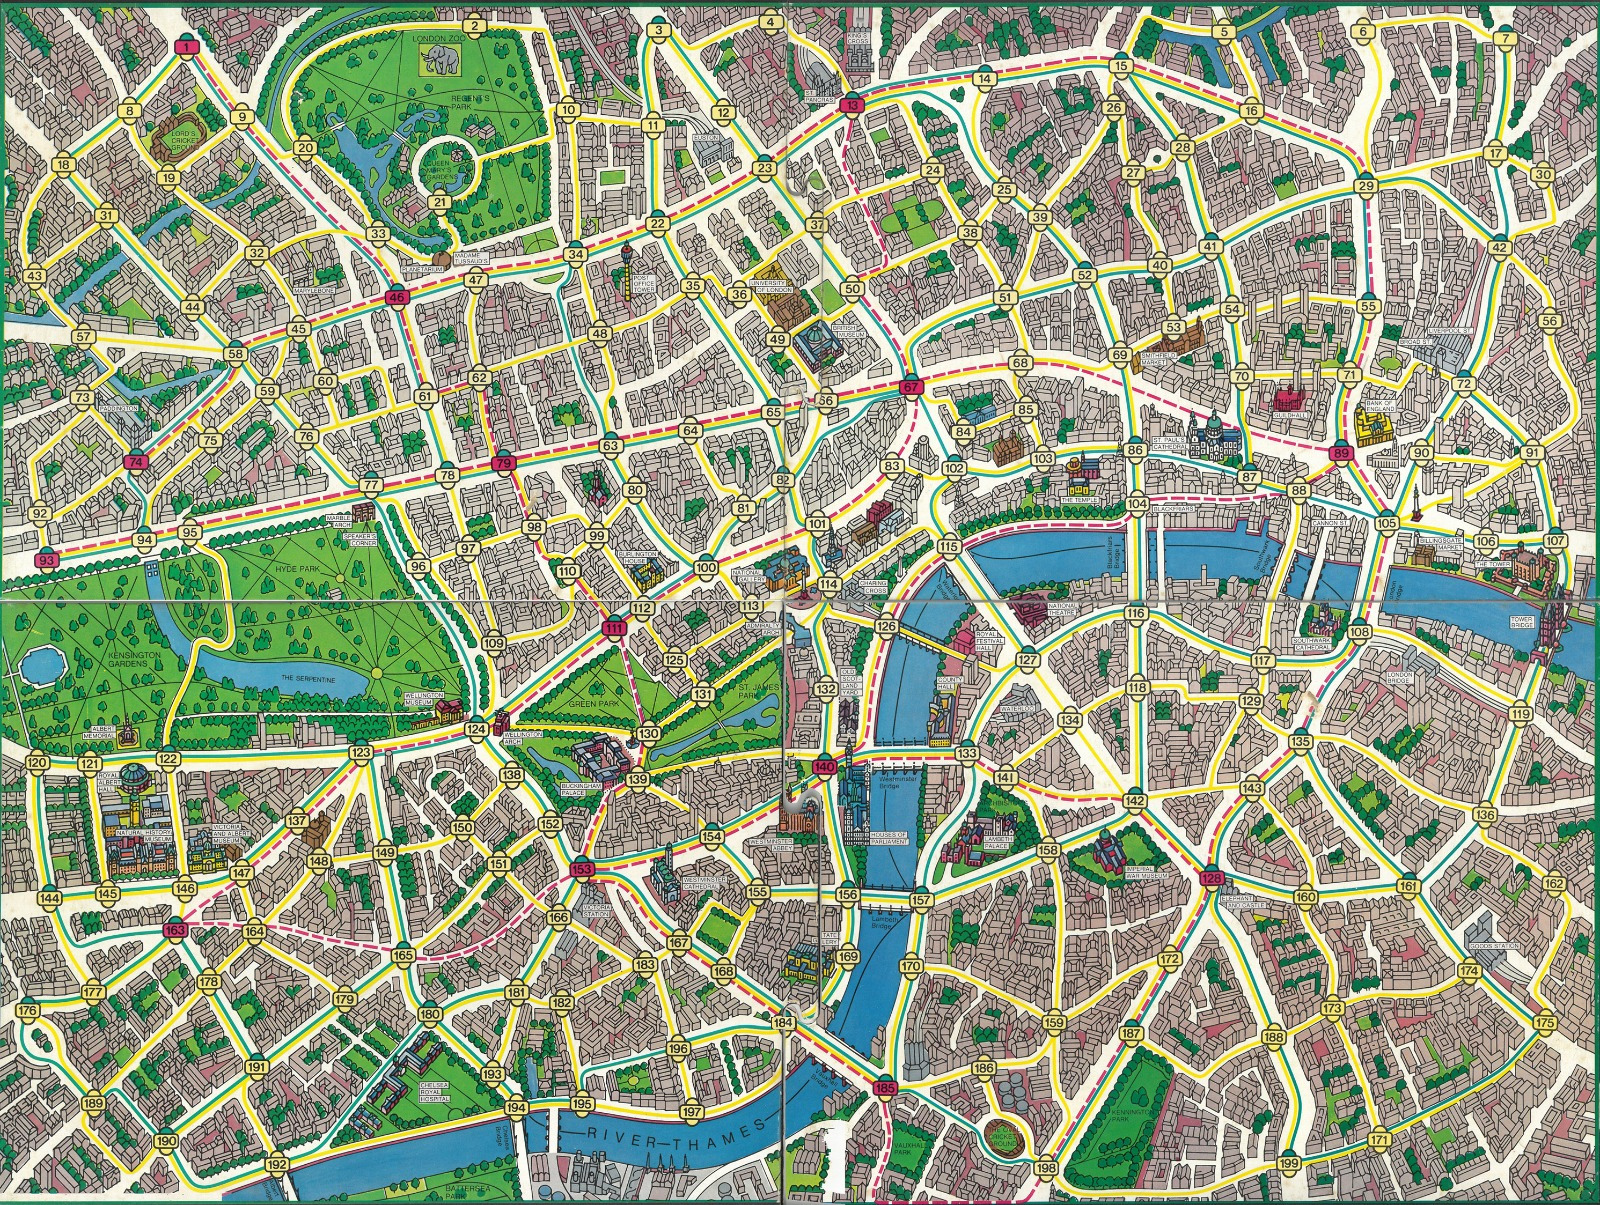 1
2
3
4
KING'S
CROSS
5
6
7
LONDON ZOO
8
9
REGENT'S
PARK
10
11
12
ST.
PANCRAS
13
14
15
16
LORD'S
CRICKET
GROUND
EUSTON
17
18
19
20
QUEEN
MARY'S
GARDENS
21
22
23
24
25
26
27
28
29
30
31
32
33
PLANETARIUM
MADAME
TUSSAUD'S
34
35
36
37
38
39
40
41
42
43
44
MARYLEBONE
45
46
47
POST
OFFICE
TOWER
UNIVERSITY
OF LONDON
48
49
50
BRITISH
MUSEUM
51
52
53
SMITHFIELD
MARKET
54
55
LIVERPOOL ST.
BROAD ST.
56
57
58
59
60
61
62
63
64
65
66
67
68
69
70
71
72
73
PADDINGTON
74
75
76
77
78
79
80
81
82
83
84
85
GUILDHALL
BANK OF
ENGLAND
86
ST. PAUL'S
CATHEDRAL
87
88
89
90
91
92
93
94
95
MARBLE
ARCH
SPEAKER'S
CORNER
96
97
98
99
100
101
102
103
THE TEMPLE
104
BLACKFRIARS
CANNON ST.
105
106
107
BILLINGSGATE
MARKET
THE TOWER
HYDE PARK
BURLINGTON
HOUSE
NATIONAL
GALLERY
CHARING
CROSS
Blackfriars
Bridge
Southwark
Bridge
London
Bridge
TOWER
BRIDGE
108
109
110
111
112
113
114
115
116
117
118
119
ADMIRALTY
ARCH
NATIONAL
THEATRE
ROYAL
FESTIVAL
HALL
SOUTHWARK
CATHEDRAL
LONDON
BRIDGE
KENSINGTON
GARDENS
THE SERPENTINE
WELLINGTON
MUSEUM
WELLINGTON
ARCH
GREEN PARK
ST. JAMES
PARK
OLD
SCOT-
LAND
YARD
COUNTY
HALL
WATERLOO
ALBERT
MEMORIAL
120
121
122
123
124
125
126
127
128
129
130
131
132
133
134
135
136
137
138
139
140
141
142
143
BUCKINGHAM
PALACE
Westminster
Bridge
ROYAL
ALBERT
HALL
NATURAL HISTORY
MUSEUM
VICTORIA
AND ALBERT
MUSEUM
WESTMINSTER
ABBEY
HOUSES OF
PARLIAMENT
LAMBETH
PALACE
IMPERIAL
WAR MUSEUM
144
145
146
147
148
149
150
151
152
153
154
155
156
157
158
159
160
161
162
WESTMINSTER
CATHEDRAL
VICTORIA
STATION
Lambeth
Bridge
ELEPHANT
AND CASTLE
GOODS STATION
163
164
165
166
167
168
169
170
171
172
173
174
175
176
177
178
179
180
181
182
183
184
185
186
187
188
189
190
191
192
193
194
195
196
197
198
199
CHELSEA
ROYAL
HOSPITAL
RIVER THAMES
BATTERSEA
PARK
VAUXHALL
PARK
THE OVAL
CRICKET
GROUND
KENNINGTON
PARK